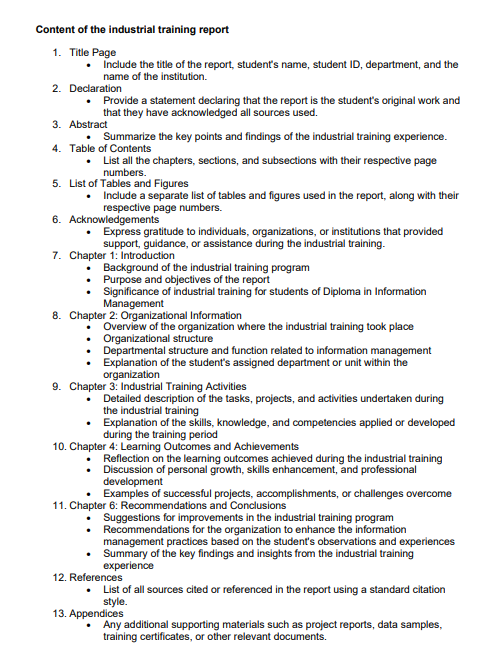 Content of the industrial training report
1. Title Page
• Include the title of the report, student's name, student ID, department, and the
name of the institution.
2. Declaration
• Provide a statement declaring that the report is the student's original work and
that they have acknowledged all sources used.
3. Abstract
• Summarize the key points and findings of the industrial training experience.
4. Table of Contents
• List all the chapters, sections, and subsections with their respective page
numbers.
5. List of Tables and Figures
• Include a separate list of tables and figures used in the report, along with their
respective page numbers.
6. Acknowledgements
• Express gratitude to individuals, organizations, or institutions that provided
support, guidance, or assistance during the industrial training.
7. Chapter 1: Introduction
• Background of the industrial training program
• Purpose and objectives of the report
• Significance of industrial training for students of Diploma in Information
Management
8. Chapter 2: Organizational Information
• Overview of the organization where the industrial training took place
• Organizational structure
• Departmental structure and function related to information management
• Explanation of the student's assigned department or unit within the
organization
9. Chapter 3: Industrial Training Activities
• Detailed description of the tasks, projects, and activities undertaken during
the industrial training
• Explanation of the skills, knowledge, and competencies applied or developed
during the training period
10. Chapter 4: Learning Outcomes and Achievements
• Reflection on the learning outcomes achieved during the industrial training
• Discussion of personal growth, skills enhancement, and professional
development
• Examples of successful projects, accomplishments, or challenges overcome
11. Chapter 6: Recommendations and Conclusions
• Suggestions for improvements in the industrial training program
• Recommendations for the organization to enhance the information
management practices based on the student's observations and experiences
• Summary of the key findings and insights from the industrial training
experience
12. References
• List of all sources cited or referenced in the report using a standard citation
style.
13. Appendices
• Any additional supporting materials such as project reports, data samples,
training certificates, or other relevant documents.